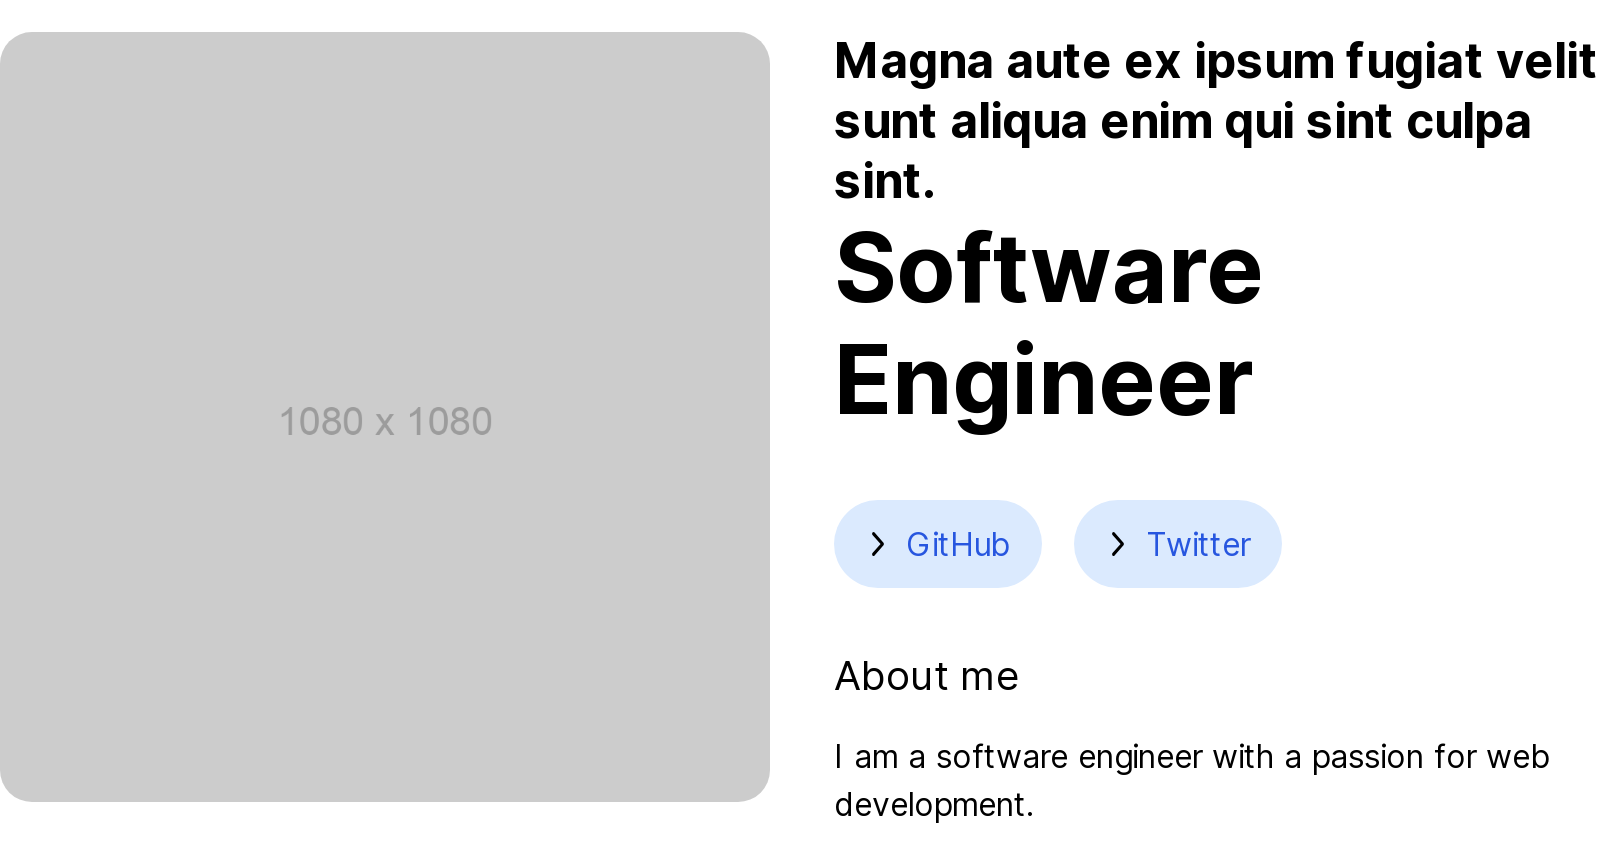 1080 x 1080
Magna aute ex ipsum fugiat velit
sunt aliqua enim qui sint culpa
sint.
Software
Engineer
GitHub
Twitter
About me
I am a software engineer with a passion for web
development.